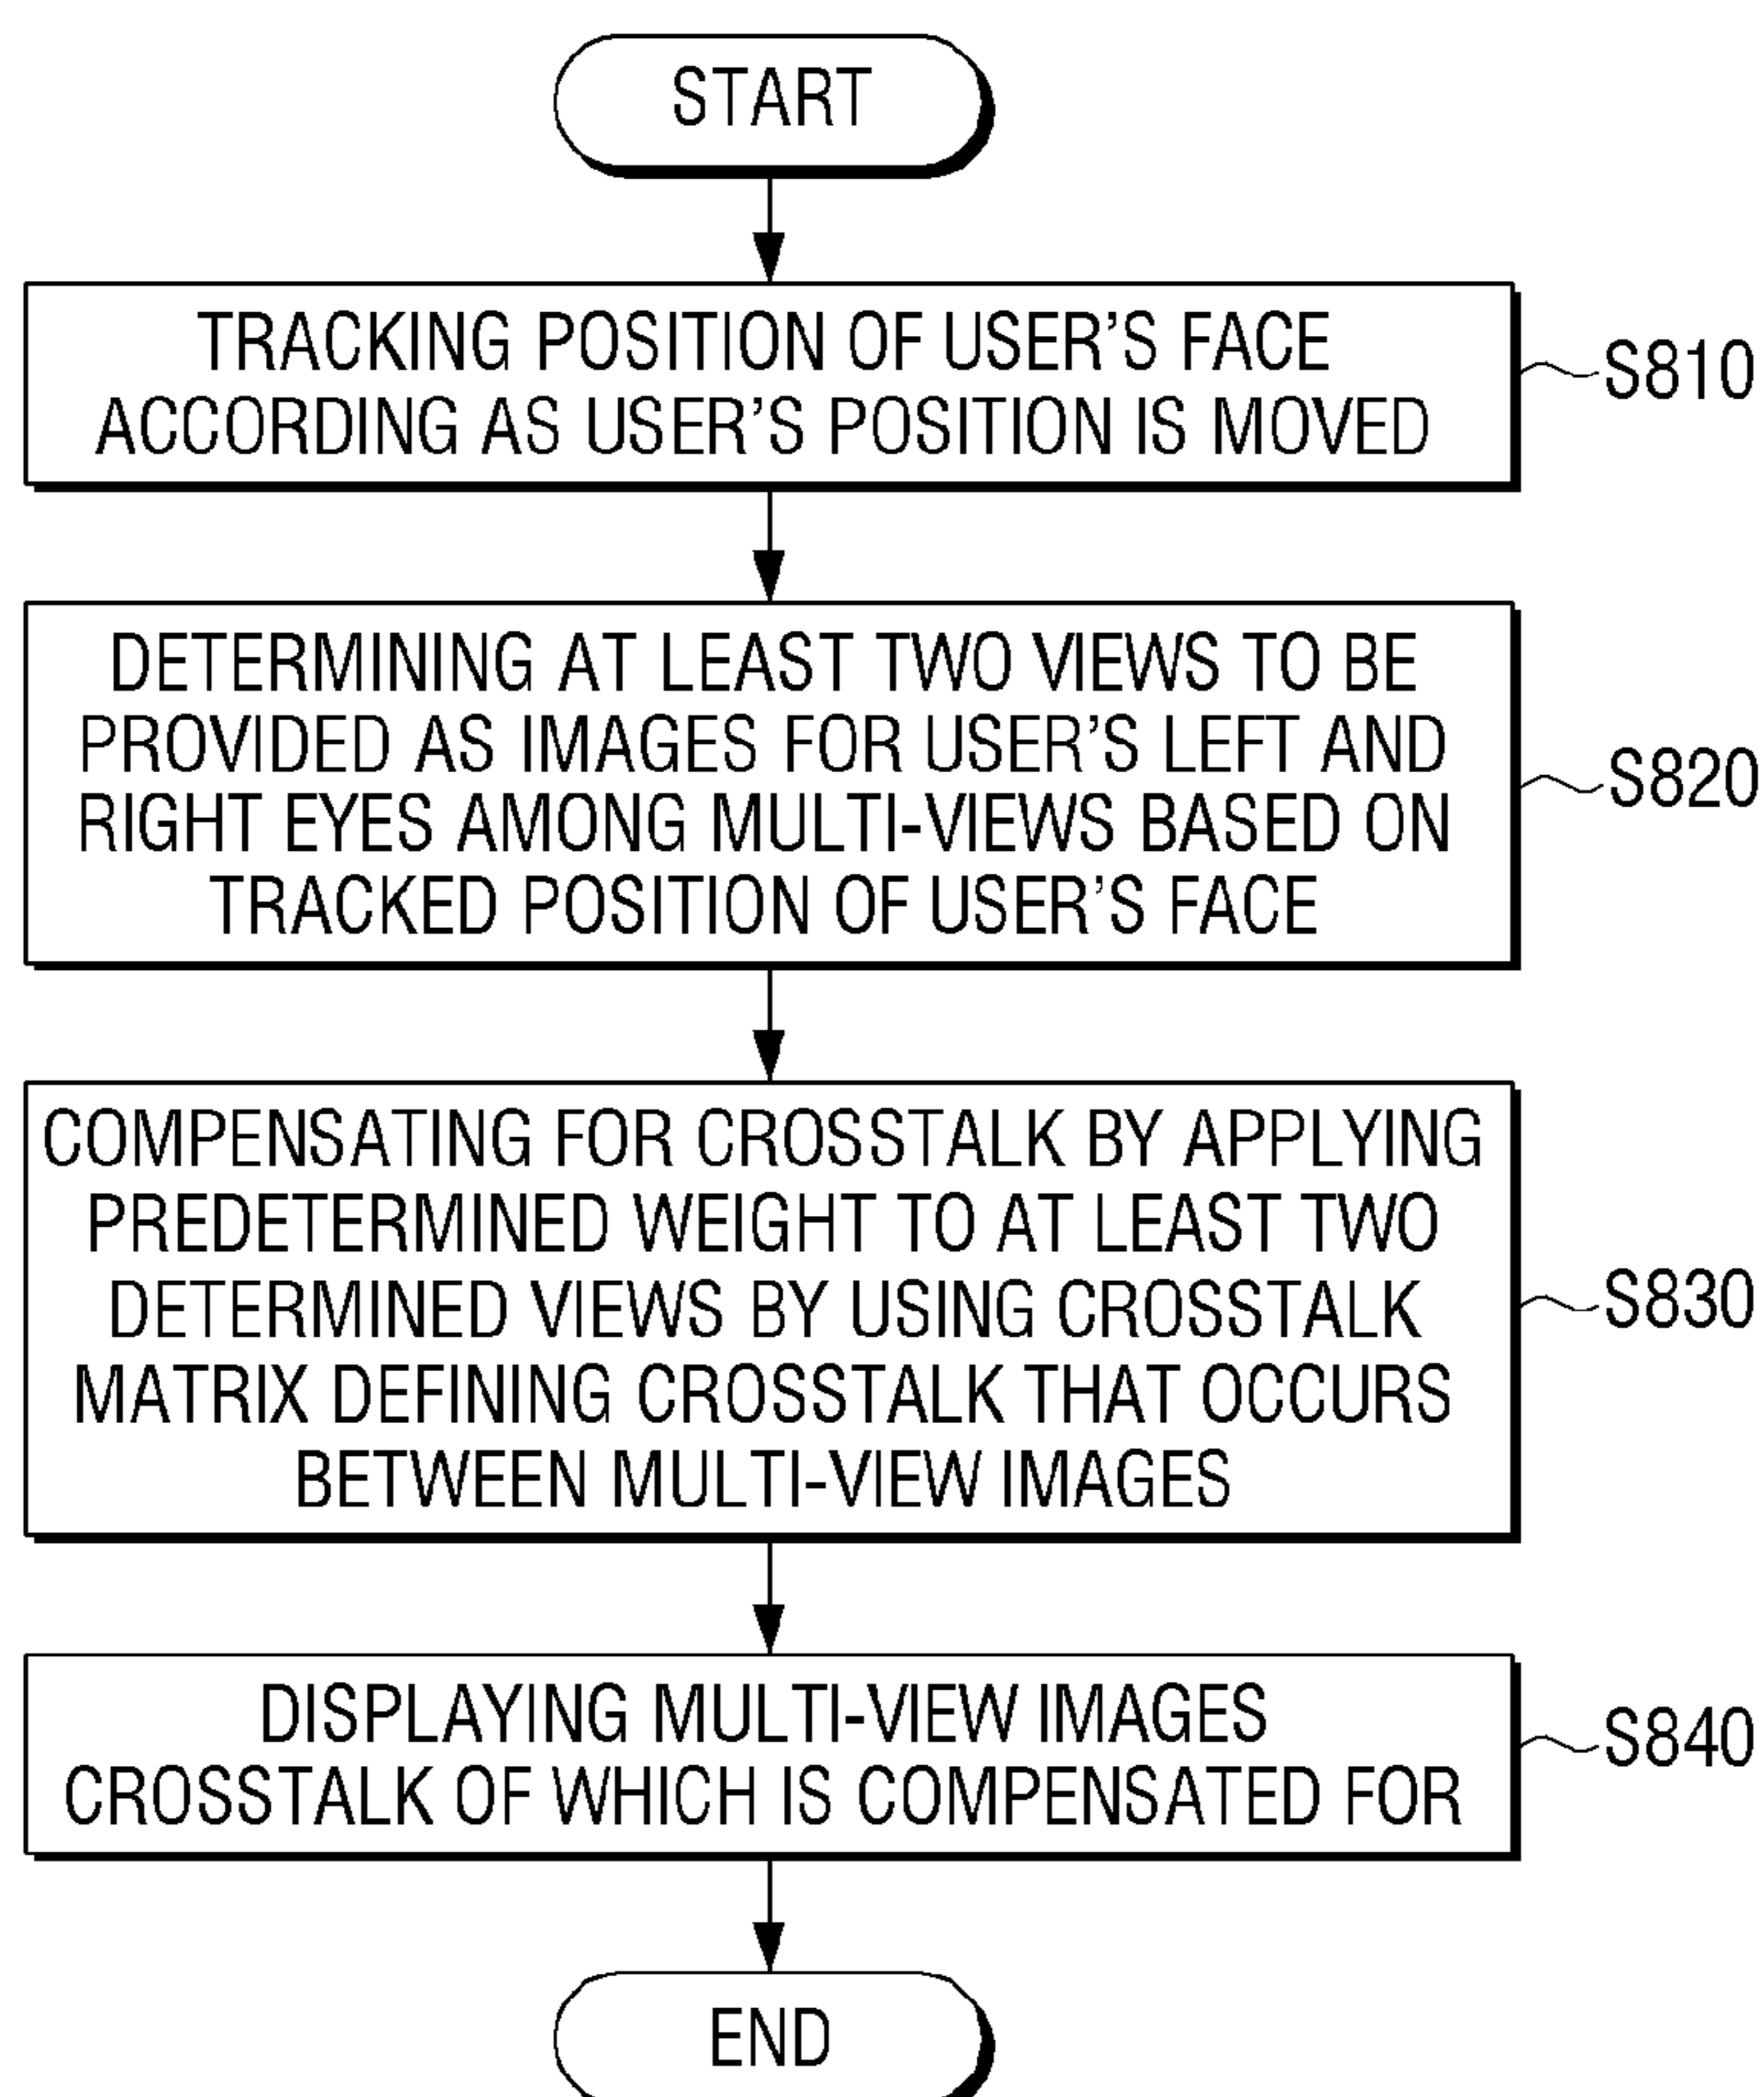 START
TRACKING POSITION OF USER'S FACE
ACCORDING AS USER'S POSITION IS MOVED
S810
DETERMINING AT LEAST TWO VIEWS TO BE
PROVIDED AS IMAGES FOR USER'S LEFT AND
RIGHT EYES AMONG MULTI-VIEWS BASED ON
TRACKED POSITION OF USER'S FACE
S820
COMPENSATING FOR CROSSTALK BY APPLYING
PREDETERMINED WEIGHT TO AT LEAST TWO
DETERMINED VIEWS BY USING CROSSTALK
MATRIX DEFINING CROSSTALK THAT OCCURS
BETWEEN MULTI-VIEW IMAGES
S830
DISPLAYING MULTI-VIEW IMAGES
CROSSTALK OF WHICH IS COMPENSATED FOR
S840
END